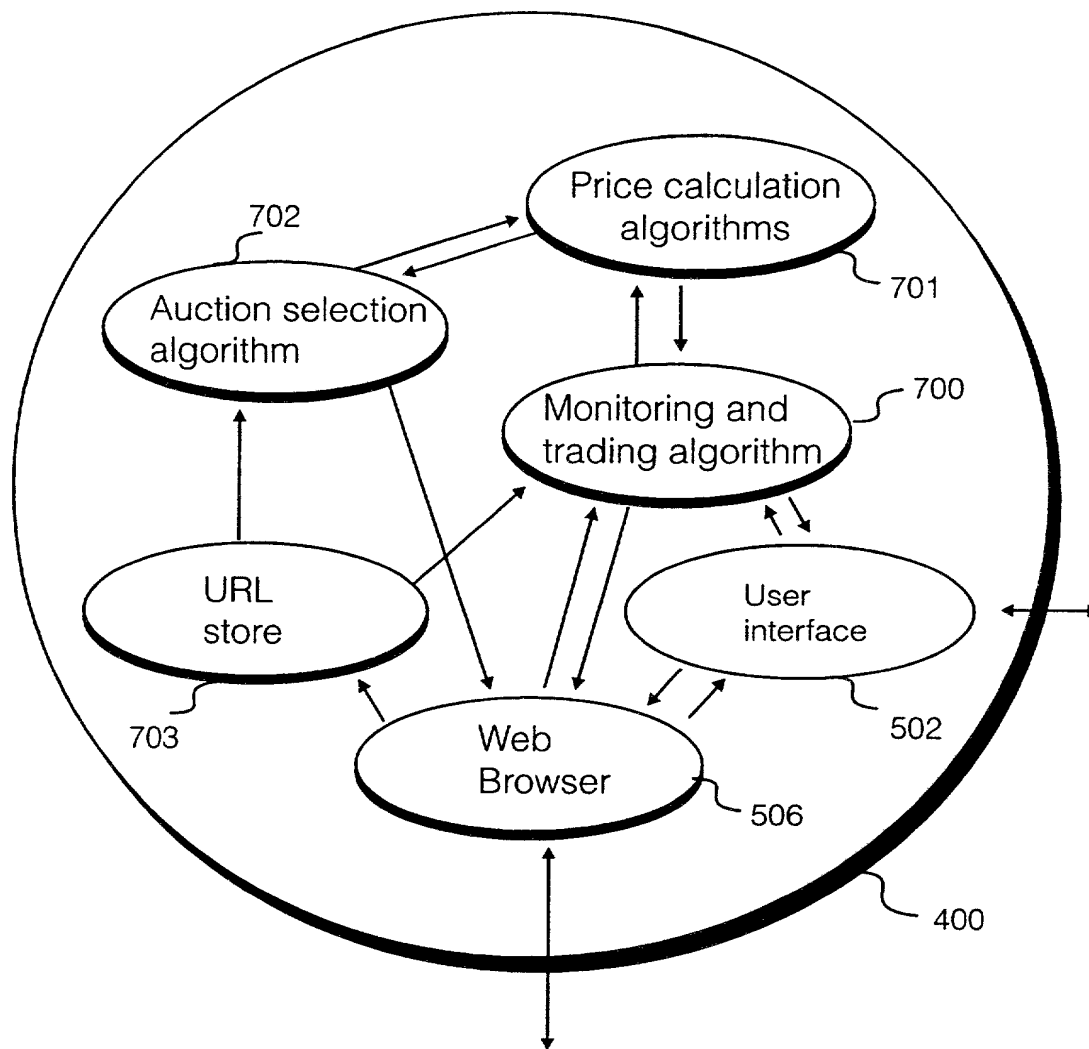 Price calculation
algorithms
701
702
Auction selection
algorithm
700
Monitoring and
trading algorithm
URL
store
703
User
interface
502
Web
Browser
506
400